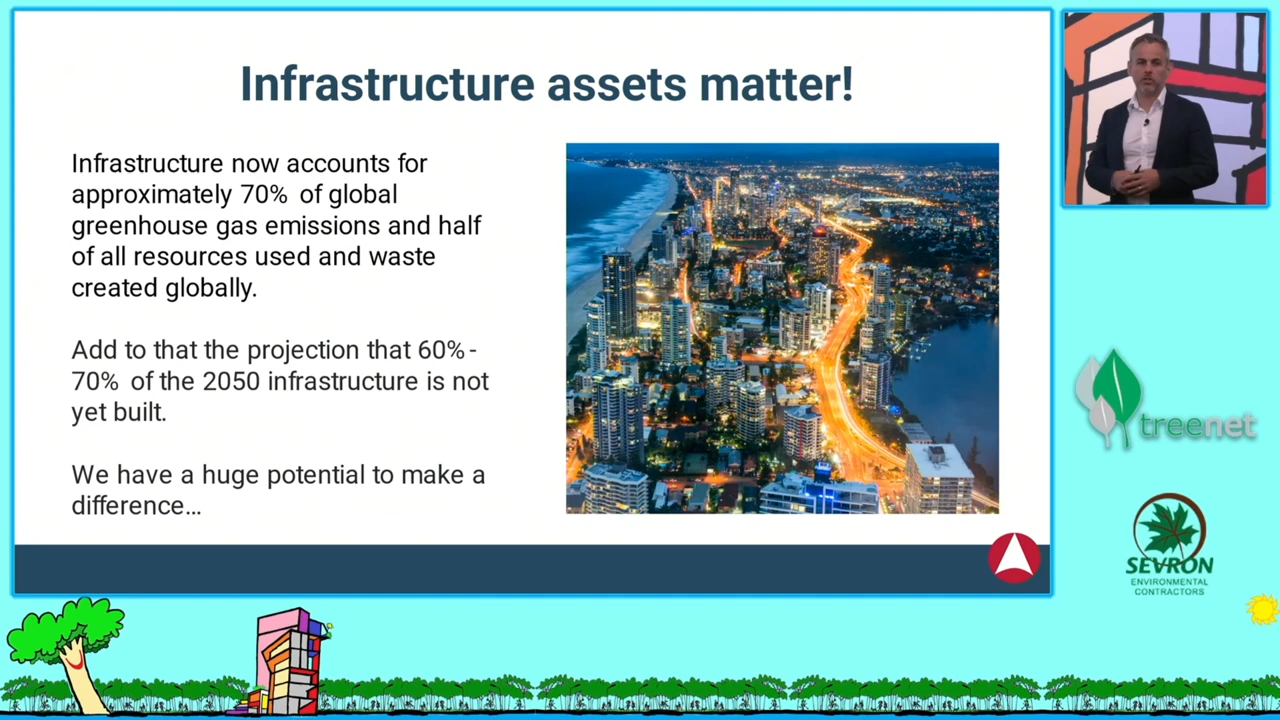 Infrastructure assets matter!
Infrastructure now accounts for
approximately 70% of global
greenhouse gas emissions and half
of all resources used and waste
created globally.
Add to that the projection that 60%-
70% of the 2050 infrastructure is not
yet built.
We have a huge potential to make a
difference...
treenet
SEVRON
ENVIRONMENTAL
CONTRACTORS